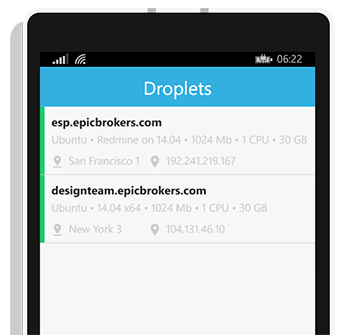 06:22
Droplets
esp.epicbrokers.com
Ubuntu • Redmine on 14.04 • 1024 Mb • 1 CPU • 30 GB
San Francisco 1 192.241.219.167
designteam.epicbrokers.com
Ubuntu • 14.04 x64 • 1024 Mb • 1 CPU • 30 GB
New York 3 104.131.46.10